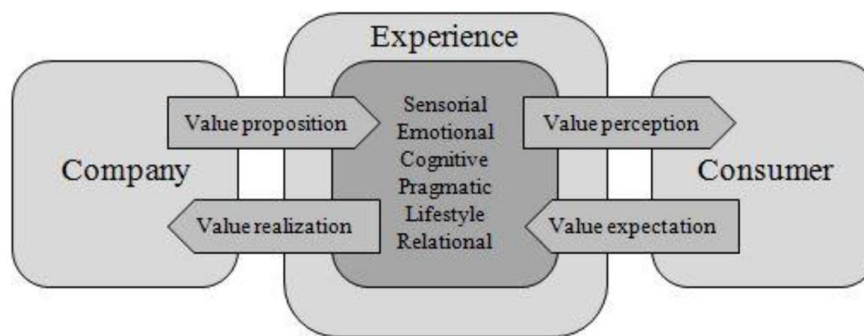 Experience
Company
Value proposition
Value realization
Sensorial
Emotional
Cognitive
Pragmatic
Lifestyle
Relational
Value perception
Value expectation
Consumer